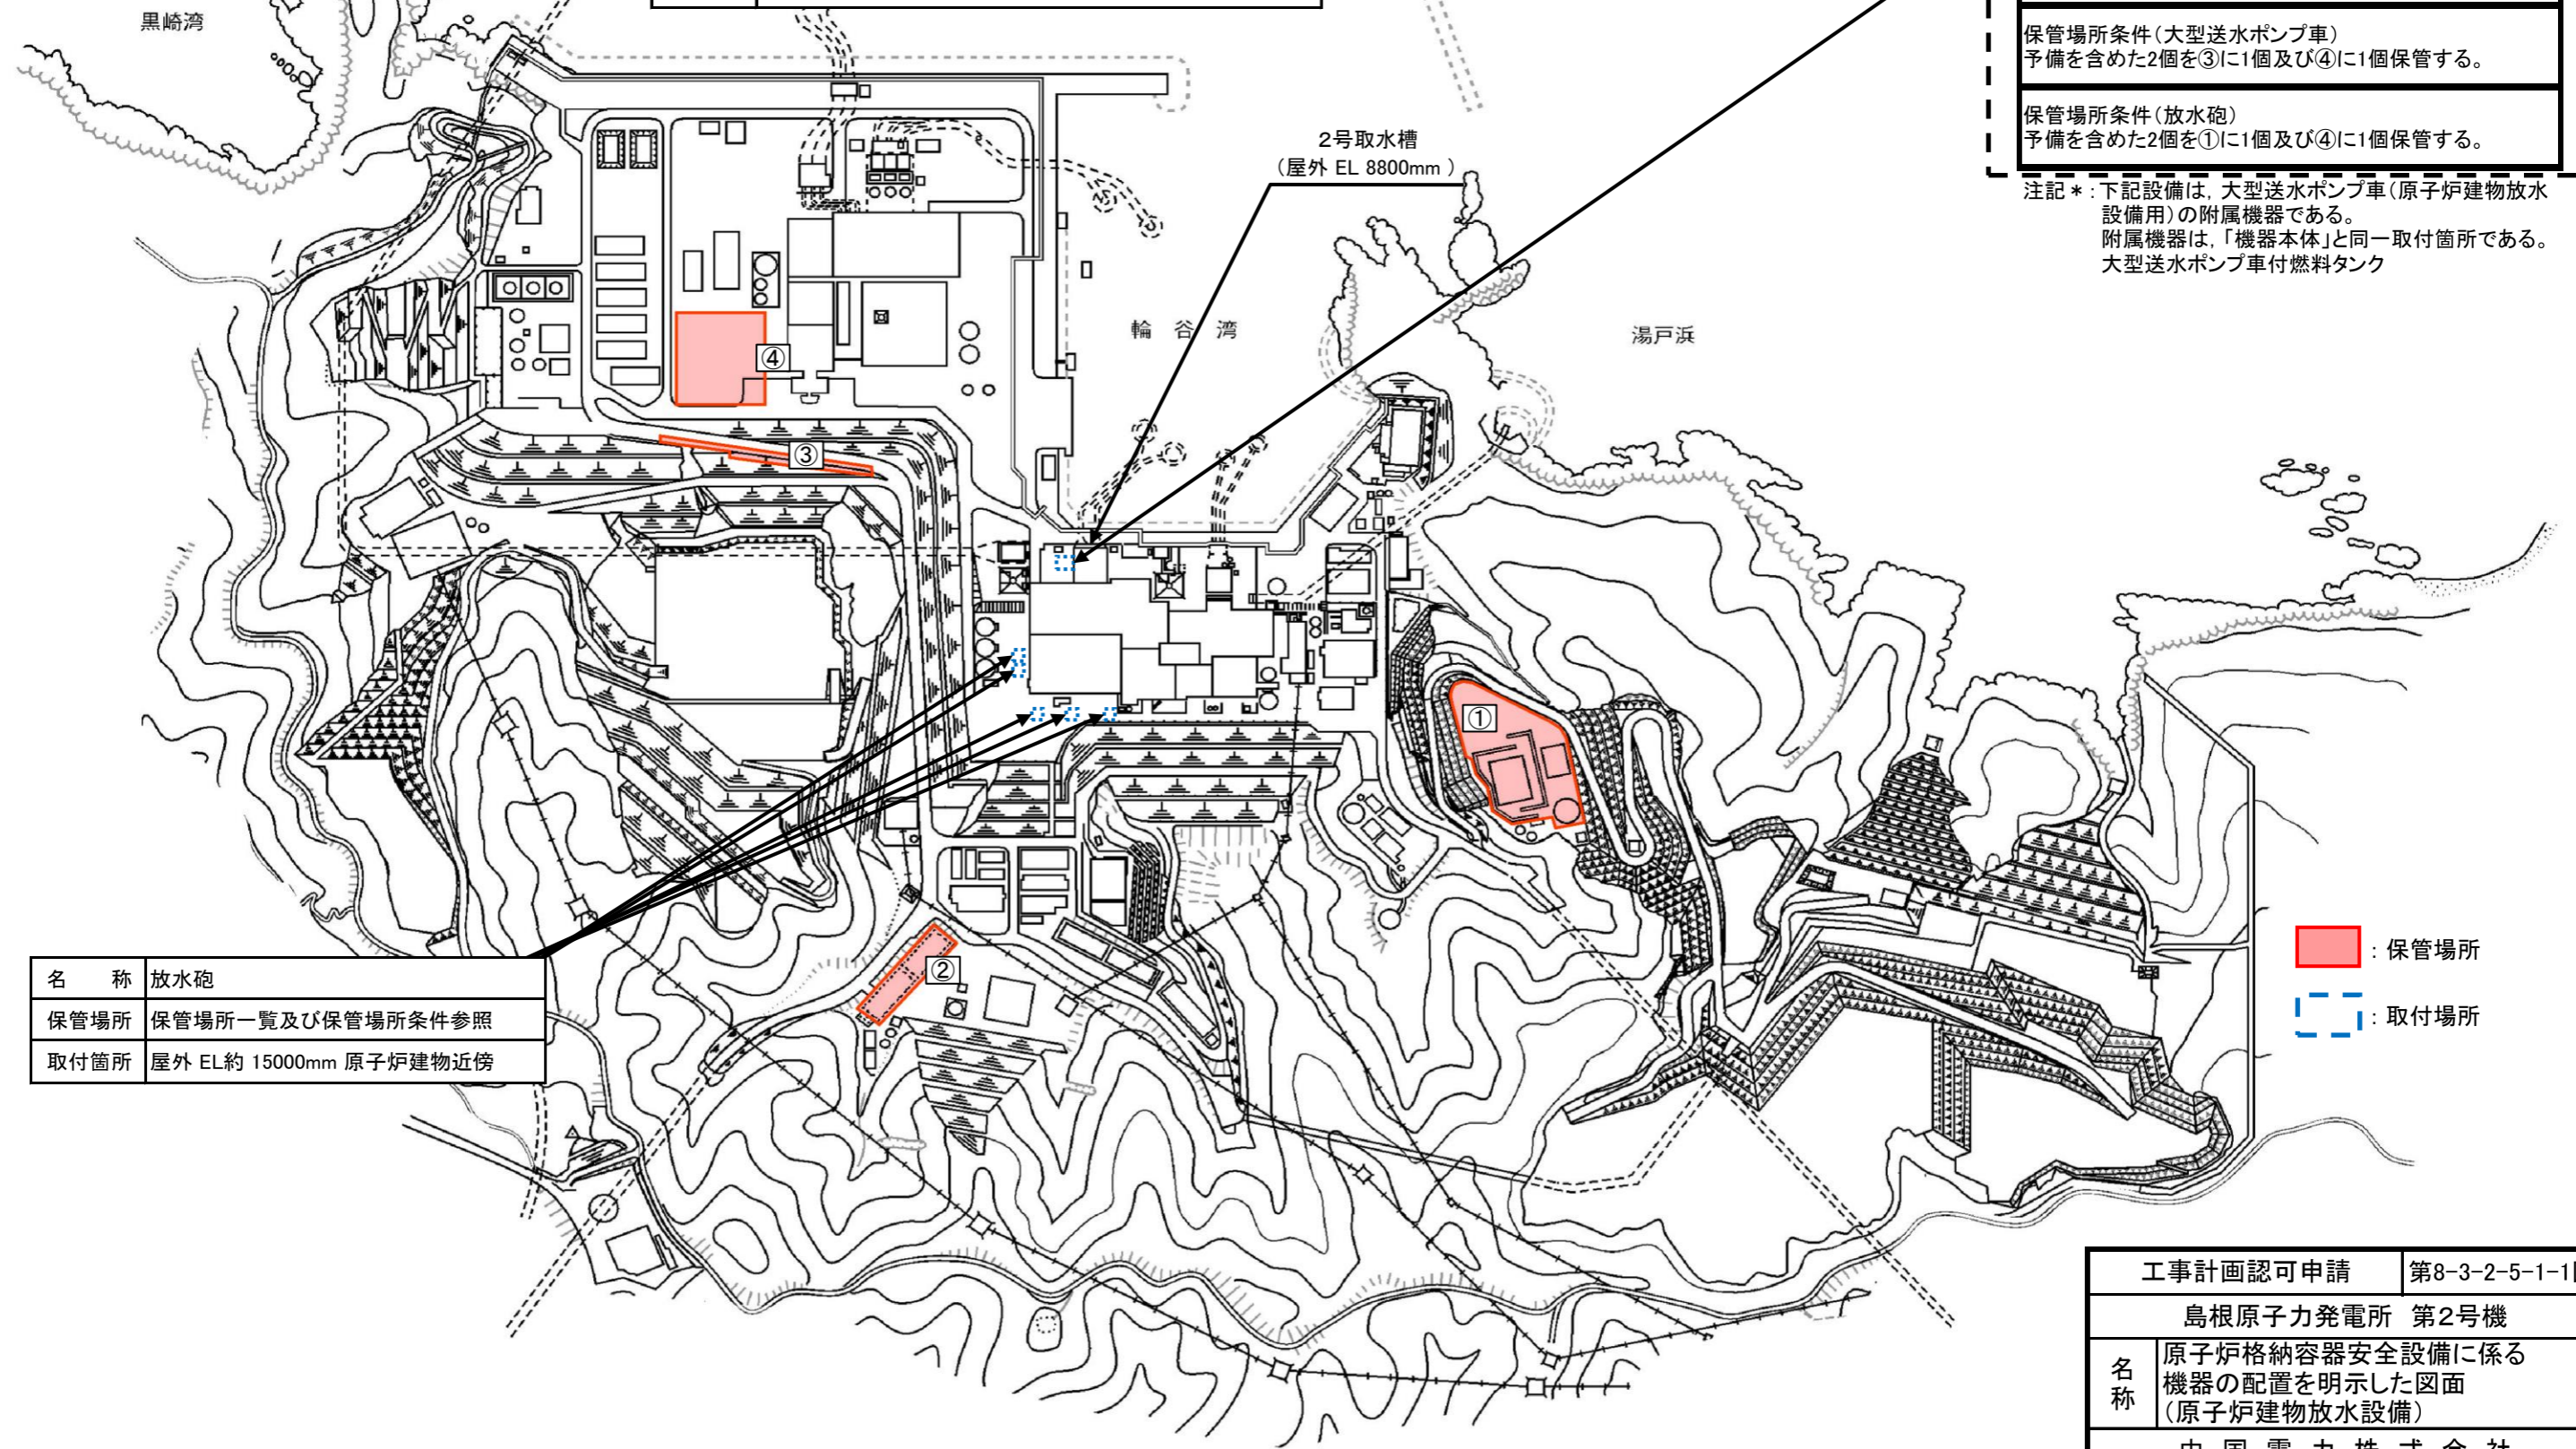 黒崎湾
保管場所条件(大型送水ポンプ車)
予備を含めた2個を③に1個及び④に1個保管する。
保管場所条件(放水砲)
予備を含めた2個を①に1個及び④に1個保管する。
注記＊：下記設備は，大型送水ポンプ車(原子炉建物放水
設備用)の附属機器である。
附属機器は，「機器本体」と同一取付箇所である。
大型送水ポンプ車付燃料タンク
2号取水槽
(屋外 EL 8800mm )
輪 谷 湾
湯戸浜
④
③
①
②
名 称 放水砲
保管場所 保管場所一覧及び保管場所条件参照
取付箇所 屋外 EL約 15000mm 原子炉建物近傍
：保管場所
：取付場所
工事計画認可申請 第8-3-2-5-1-1
島根原子力発電所 第2号機
名称 原子炉格納容器安全設備に係る
機器の配置を明示した図面
(原子炉建物放水設備)
中 国 電 力 株 式 会 社